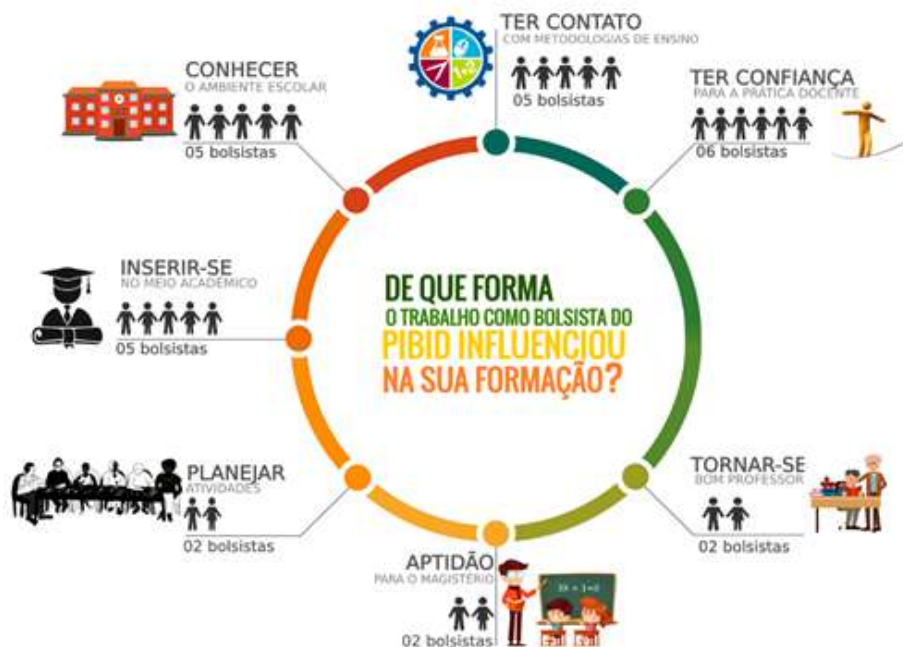 TER CONTATO
COM METODOLOGIAS DE ENSINO
05 bolsistas
TER CONFIANÇA
PARA A PRÁTICA DOCENTE
06 bolsistas
CONHECER
O AMBIENTE ESCOLAR
05 bolsistas
INSERIR-SE
NO MEIO ACADÊMICO
05 bolsistas
DE QUE FORMA
O TRABALHO COMO BOLSISTA DO
PIBID INFLUENCIOU
NA SUA FORMAÇÃO?
PLANEJAR
ATIVIDADES
02 bolsistas
TORNAR-SE
BOM PROFESSOR
02 bolsistas
APTIDÃO
PARA O MAGISTÉRIO
02 bolsistas